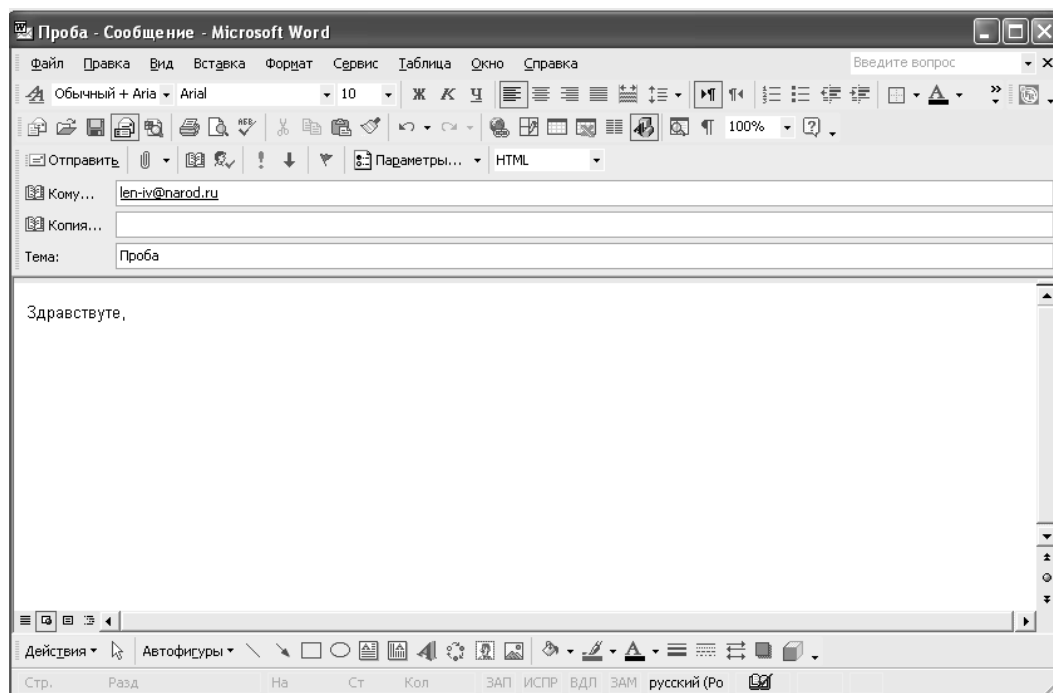 Проба - Сообщение - Microsoft Word
Файл Правка Вид Вставка Формат Сервис Таблица Окно Справка Введите вопрос
Обычный + Aria Arial 10 Ж К Ч
100%
Отправить Параметры... HTML
Кому... len-iv@narod.ru
Копия...
Тема: Проба
Здравствуте,
Действия Автофигуры
Стр. Разд На Ст Кол ЗАП ИСПР ВДЛ ЗАМ русский (Ро